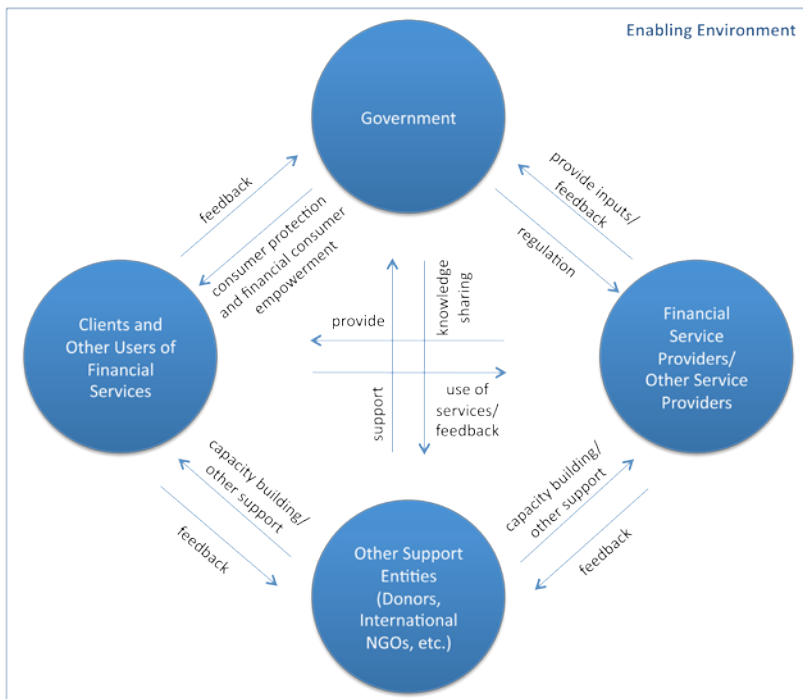 Enabling Environment
Government
feedback
provide inputs/
feedback
consumer protection
and financial consumer
empowerment
regulation
knowledge
sharing
provide
Clients and
Other Users of
Financial
Services
Financial
Service
Providers/
Other Service
Providers
support
use of
services/
feedback
capacity building/
other support
feedback
capacity building/
other support
feedback
Other Support
Entities
(Donors,
International
NGOs, etc.)